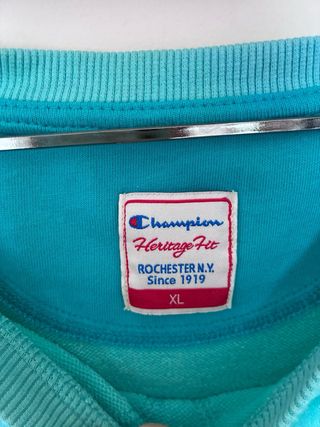 Champion
Heritage Fit
ROCHESTER N.Y.
Since 1919
XL